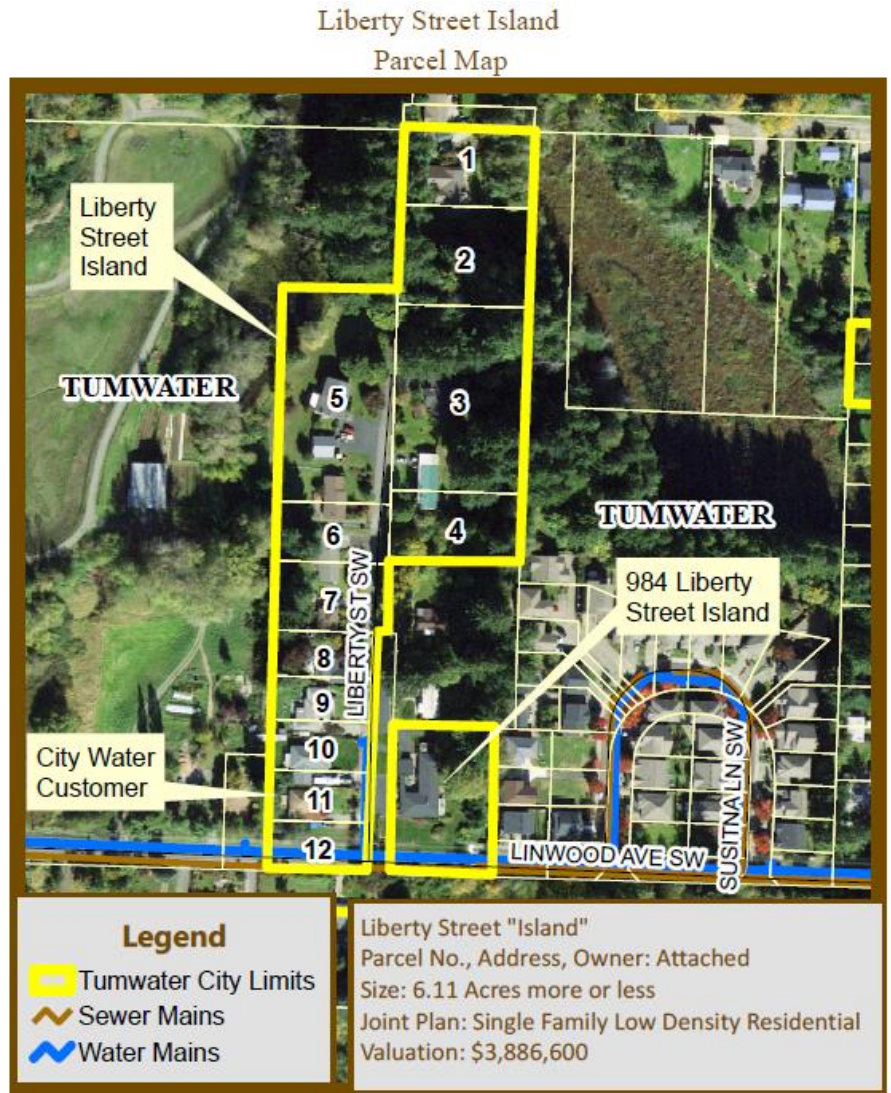 Liberty Street Island
Parcel Map
1
Liberty
Street
Island
2
TUMWATER
5
3
TUMWATER
6
4
984 Liberty
Street Island
7
LIBERTY ST SW
8
9
10
City Water
Customer
11
SUSITNA LN SW
12
LINWOOD AVE SW
Legend
Tumwater City Limits
Sewer Mains
Water Mains
Liberty Street "Island"
Parcel No., Address, Owner: Attached
Size: 6.11 Acres more or less
Joint Plan: Single Family Low Density Residential
Valuation: $3,886,600